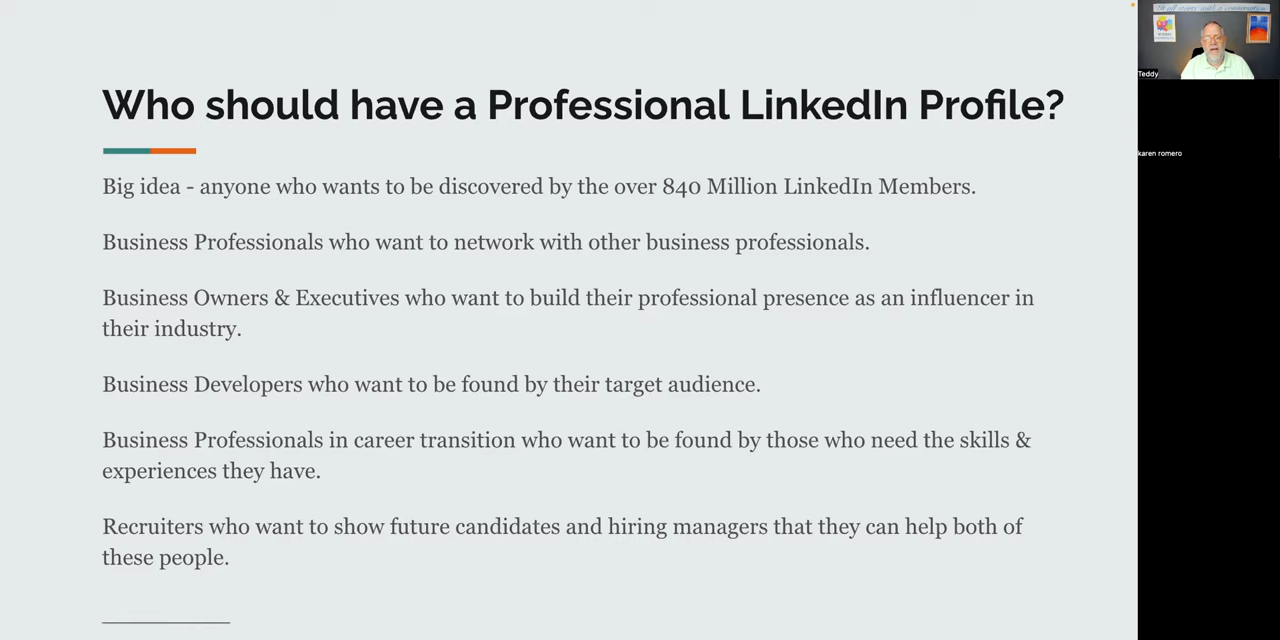 Who should have a Professional LinkedIn Profile?
Big idea - anyone who wants to be discovered by the over 840 Million LinkedIn Members.
Business Professionals who want to network with other business professionals.
Business Owners & Executives who want to build their professional presence as an influencer in
their industry.
Business Developers who want to be found by their target audience.
Business Professionals in career transition who want to be found by those who need the skills &
experiences they have.
Recruiters who want to show future candidates and hiring managers that they can help both of
these people.
It all starts with a conversation
Teddy
karen romero